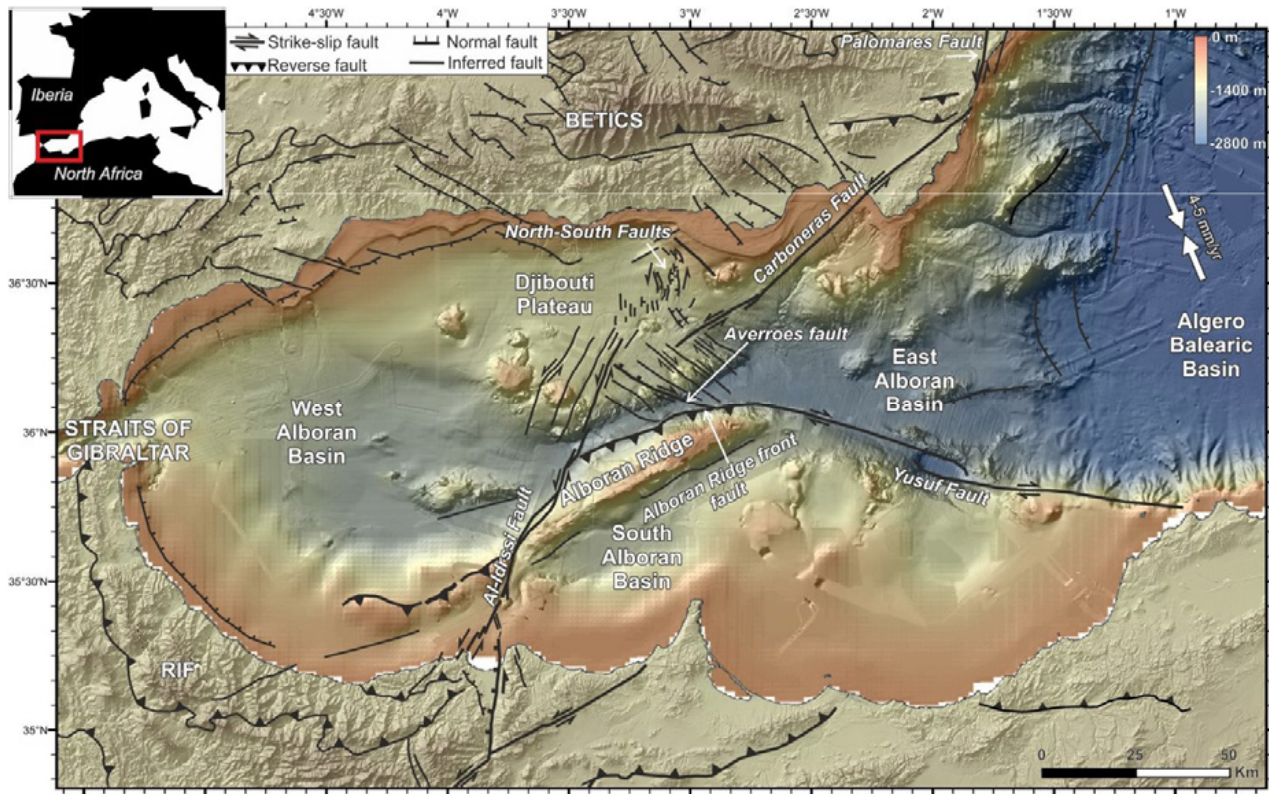 4°30'W
4°W
3°30'W
3°W
2°30'W
2°W
1°30'W
1°W
Iberia
North Africa
Strike-slip fault
Normal fault
Reverse fault
Inferred fault
Palomares Fault
0 m
-1400 m
-2800 m
BETICS
4-5 mm/yr
North-South Faults
Carboneras Fault
36°30'N
Djibouti
Plateau
Averroes fault
Algero
Balearic
Basin
East
Alboran
Basin
West
Alboran
Basin
36°N
STRAITS OF
GIBRALTAR
Alboran Ridge
Alboran Ridge front
fault
Yusuf Fault
South
Alboran
Basin
Al-Idrssi Fault
35°30'N
RIF
35°N
0
25
50
Km